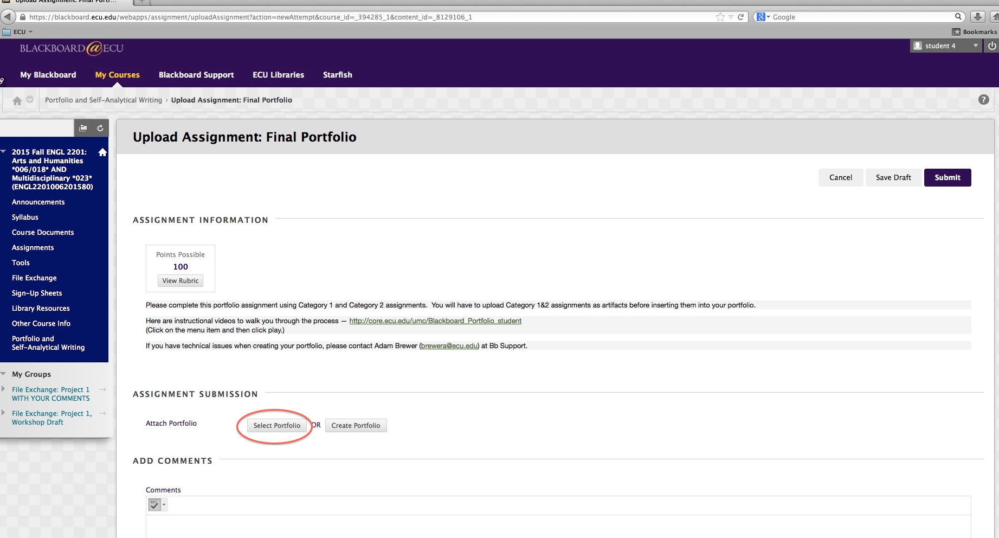 Upload Assignment: Final Portf...
https://blackboard.ecu.edu/webapps/assignment/uploadAssignment?action=newAttempt&course_id=_394285_1&content_id=_8129106_1
Google
ECU
Bookmarks
BLACKBOARD@ECU
student 4
My Blackboard
My Courses
Blackboard Support
ECU Libraries
Starfish
Portfolio and Self-Analytical Writing › Upload Assignment: Final Portfolio
?
2015 Fall ENGL 2201:
Arts and Humanities
*006/018* AND
Multidisciplinary *023*
(ENGL2201006201580)
Announcements
Syllabus
Course Documents
Assignments
Tools
File Exchange
Sign-Up Sheets
Library Resources
Other Course Info
Portfolio and
Self-Analytical Writing
My Groups
File Exchange: Project 1
WITH YOUR COMMENTS
File Exchange: Project 1,
Workshop Draft
Upload Assignment: Final Portfolio
Cancel
Save Draft
Submit
ASSIGNMENT INFORMATION
Points Possible
100
View Rubric
Please complete this portfolio assignment using Category 1 and Category 2 assignments.  You will have to upload Category 1&2 assignments as artifacts before inserting them into your portfolio.
Here are instructional videos to walk you through the process — http://core.ecu.edu/umc/Blackboard_Portfolio_student
(Click on the menu item and then click play.)
If you have technical issues when creating your portfolio, please contact Adam Brewer (brewera@ecu.edu) at Bb Support.
ASSIGNMENT SUBMISSION
Attach Portfolio
Select Portfolio
OR
Create Portfolio
ADD COMMENTS
Comments
ABC